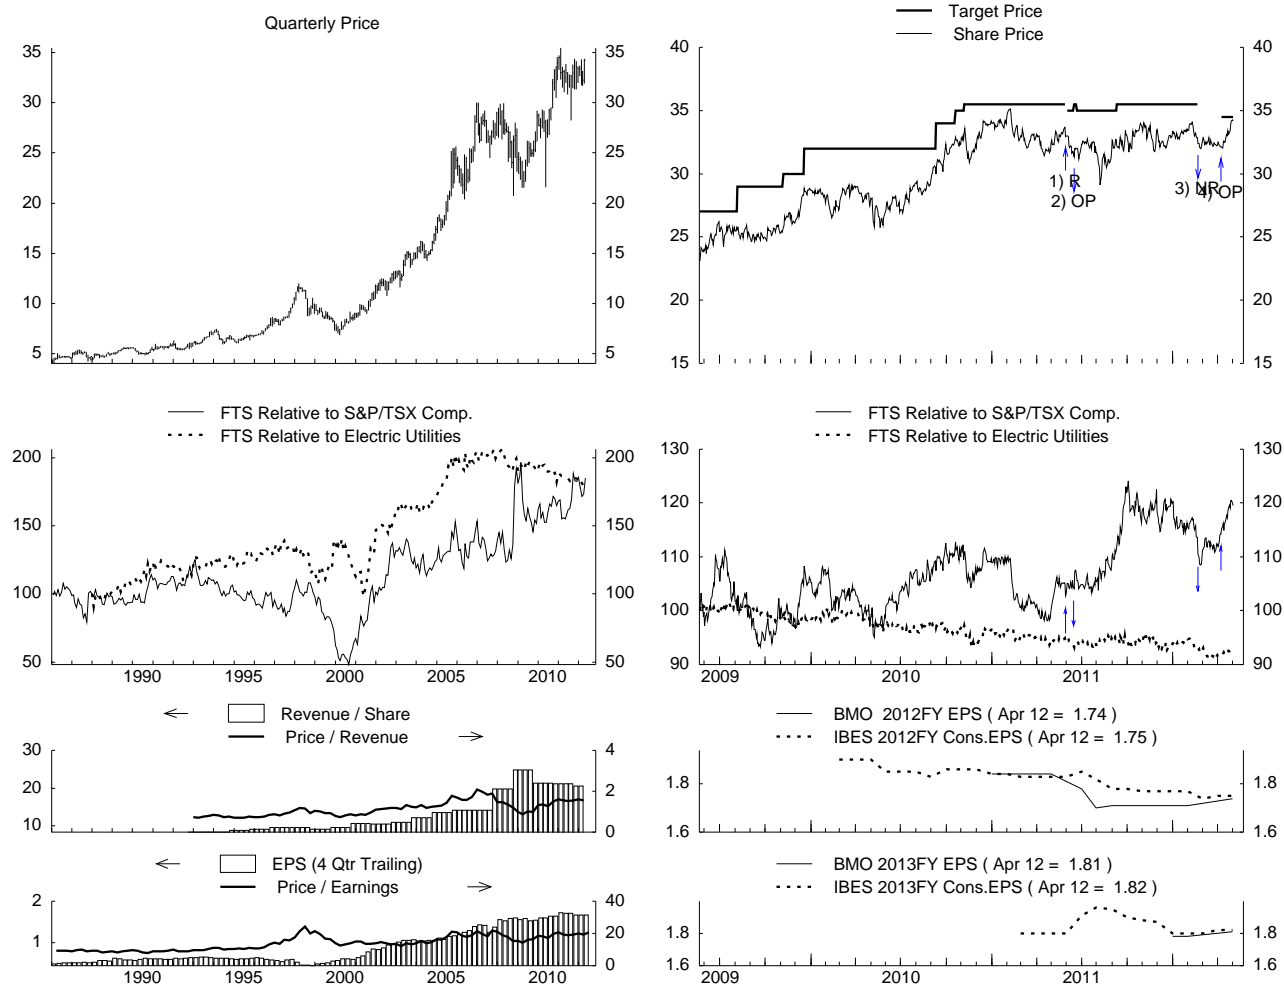 Quarterly Price
35 35
30 30
25 25
20 20
15 15
10 10
5 5
Target Price
Share Price
40 40
35 35
30 30
25 25
20 20
15 15
1) R
2) OP
3) NR
4) OP
FTS Relative to S&P/TSX Comp.
FTS Relative to Electric Utilities
200 200
150 150
100 100
50 50
1990 1995 2000 2005 2010
FTS Relative to S&P/TSX Comp.
FTS Relative to Electric Utilities
130 130
120 120
110 110
100 100
90 90
2009 2010 2011
Revenue / Share
Price / Revenue
30 4
20 2
10 0
BMO 2012FY EPS ( Apr 12 = 1.74 )
IBES 2012FY Cons.EPS ( Apr 12 = 1.75 )
1.8 1.8
1.6 1.6
EPS (4 Qtr Trailing)
Price / Earnings
2 40
1 20
0
1990 1995 2000 2005 2010
BMO 2013FY EPS ( Apr 12 = 1.81 )
IBES 2013FY Cons.EPS ( Apr 12 = 1.82 )
1.8 1.8
1.6 1.6
2009 2010 2011